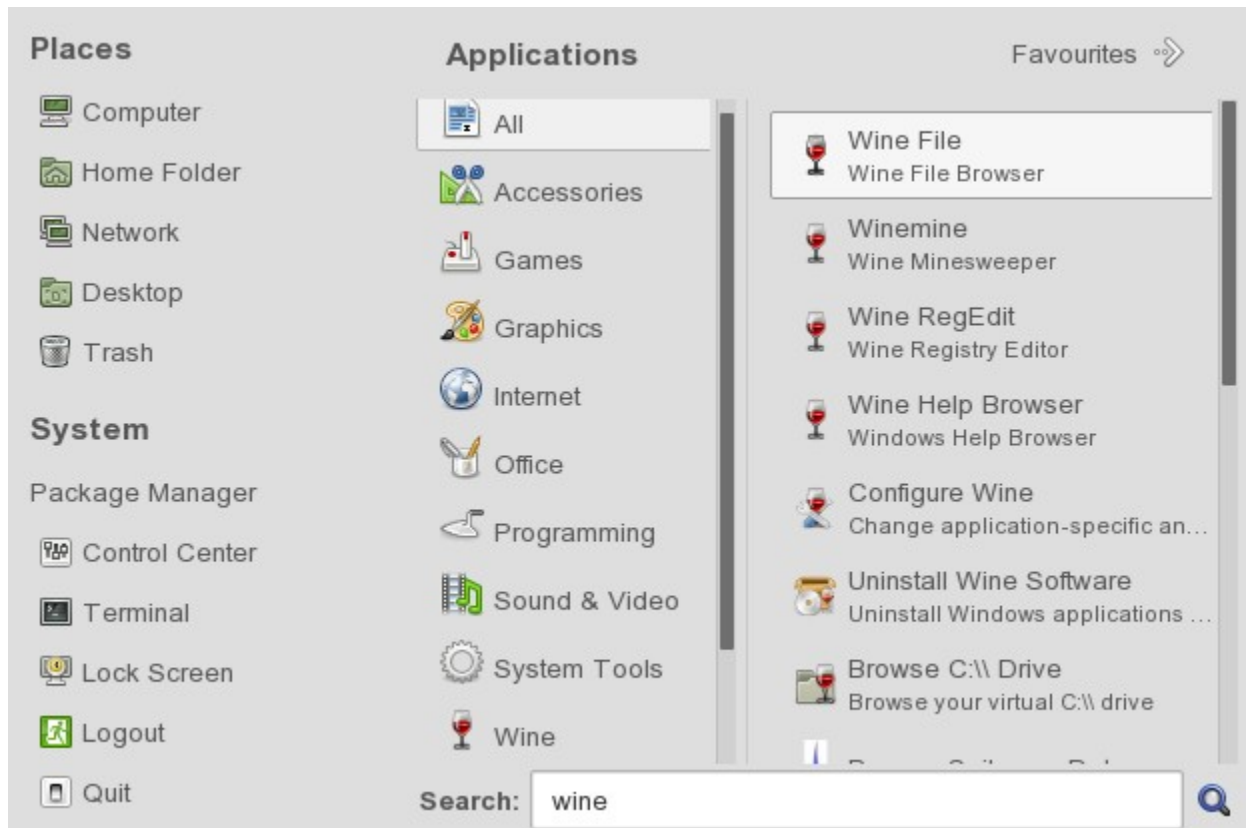 Places
Computer
Home Folder
Network
Desktop
Trash
System
Package Manager
Control Center
Terminal
Lock Screen
Logout
Quit
Applications
Favourites
All
Accessories
Games
Graphics
Internet
Office
Programming
Sound & Video
System Tools
Wine
Wine File
Wine File Browser
Winemine
Wine Minesweeper
Wine RegEdit
Wine Registry Editor
Wine Help Browser
Windows Help Browser
Configure Wine
Change application-specific an...
Uninstall Wine Software
Uninstall Windows applications ...
Browse C:\\ Drive
Browse your virtual C:\\ drive
Search: wine